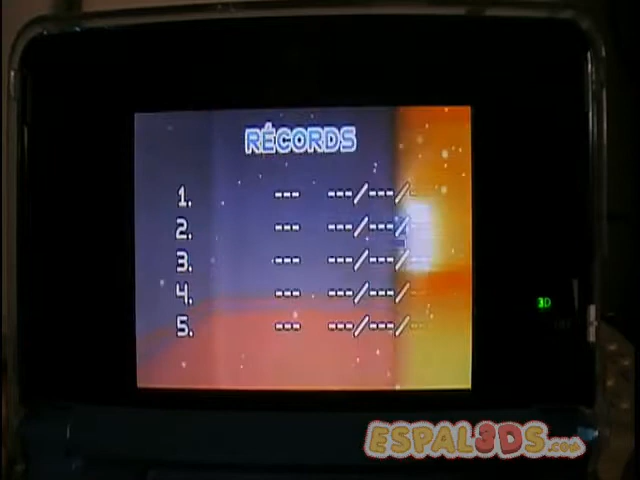 RÉCORDS
1. --- ---/---/---
2. --- ---/---/---
3. --- ---/---/---
4. --- ---/---/---
5. --- ---/---/---
3D
ESPAL3DS.com